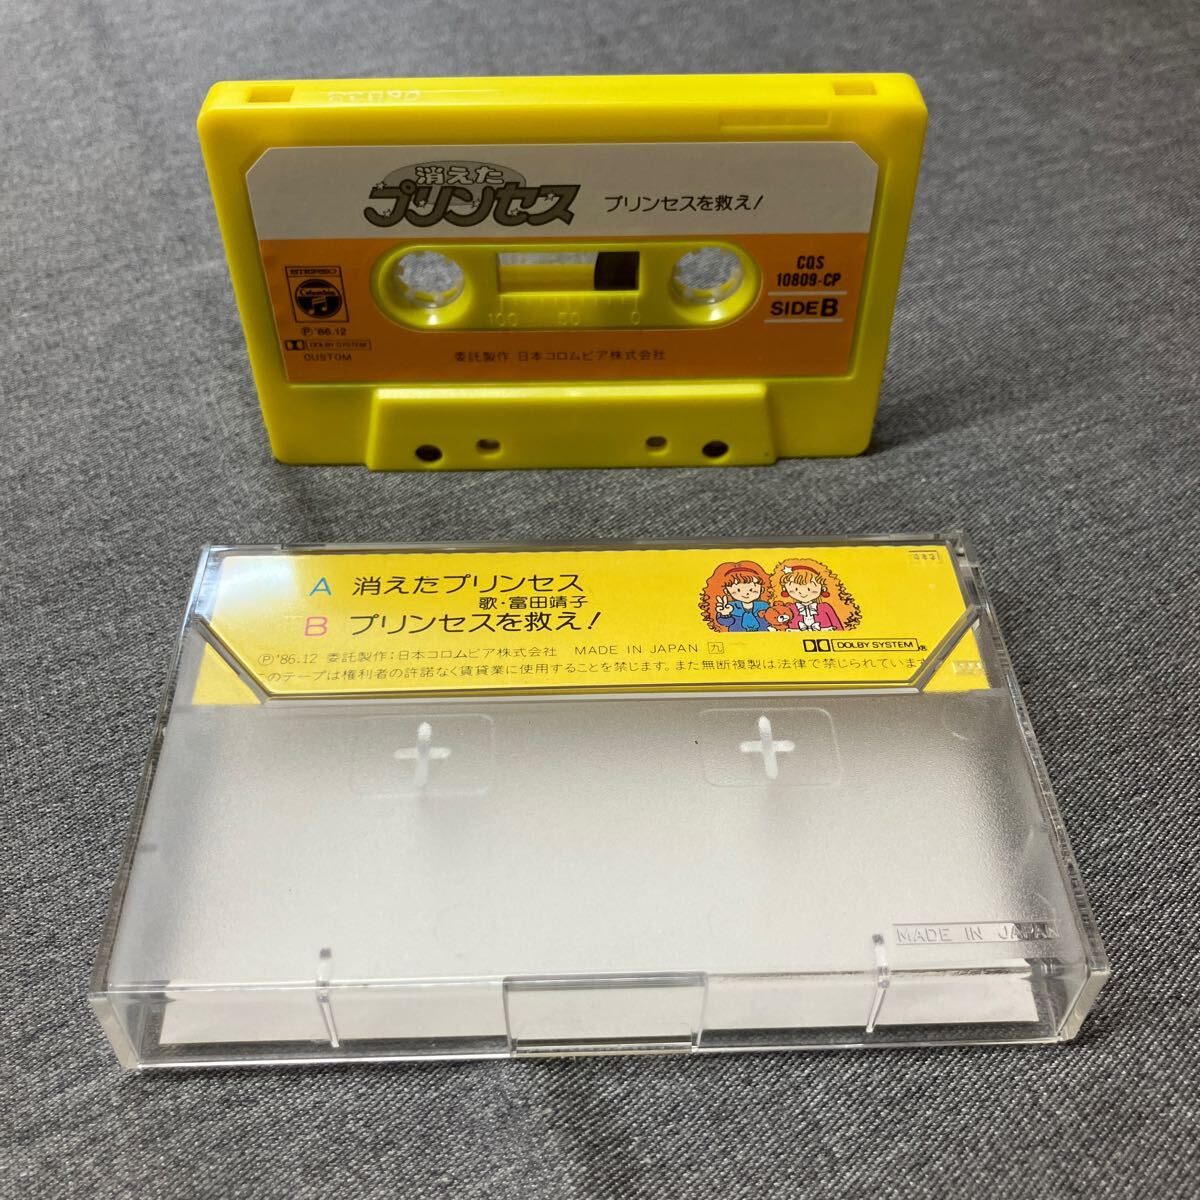 消えた
プリンセス
プリンセスを救え!
STEREO
Columbia
Ⓟ'86.12
DOLBY SYSTEM
CUSTOM
100 50 0
CQS
10809-CP
SIDE B
委託製作 日本コロムビア株式会社
A 消えたプリンセス
歌・富田靖子
B プリンセスを救え!
Ⓟ'86.12 委託製作:日本コロムビア株式会社 MADE IN JAPAN 九
DOLBY SYSTEM®
このテープは権利者の許諾なく賃貸業に使用することを禁じます。また無断複製は法律で禁じられています
MADE IN JAPAN